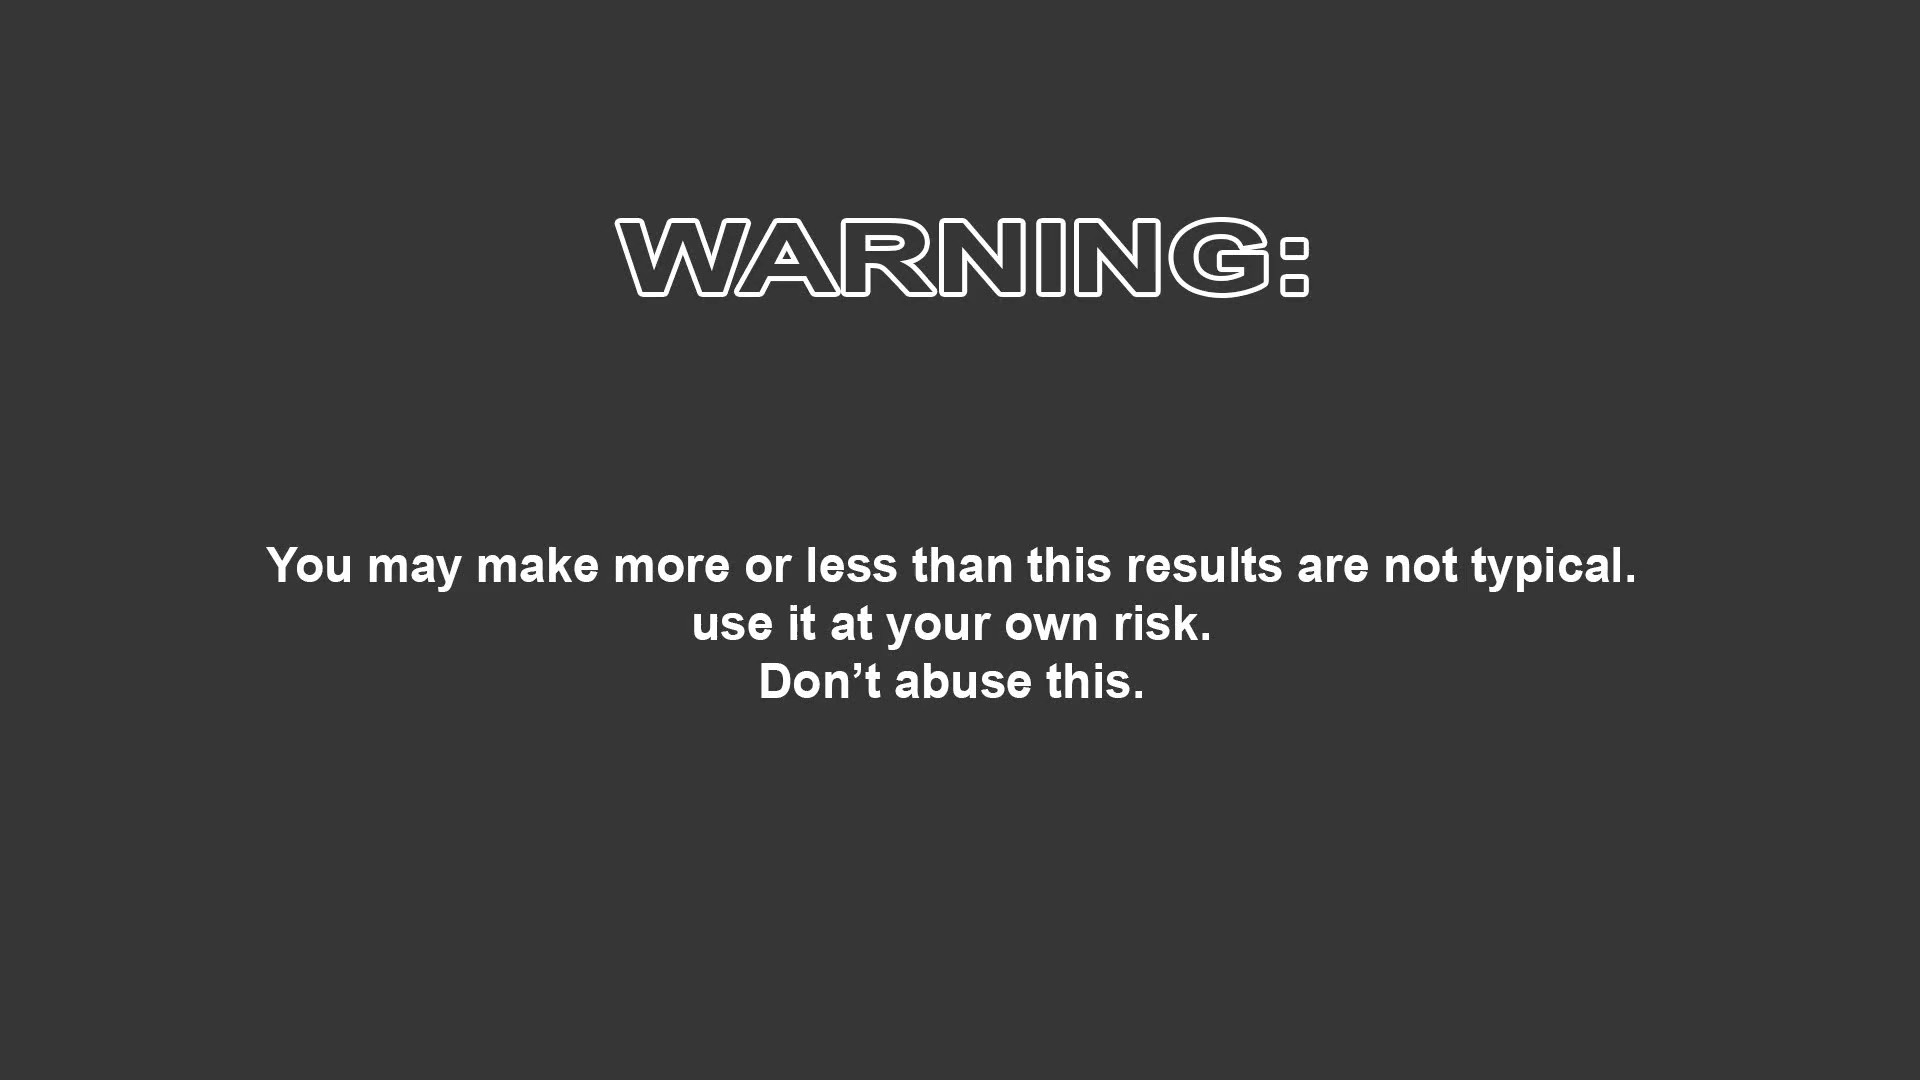 WARNING:
You may make more or less than this results are not typical.
use it at your own risk.
Don’t abuse this.